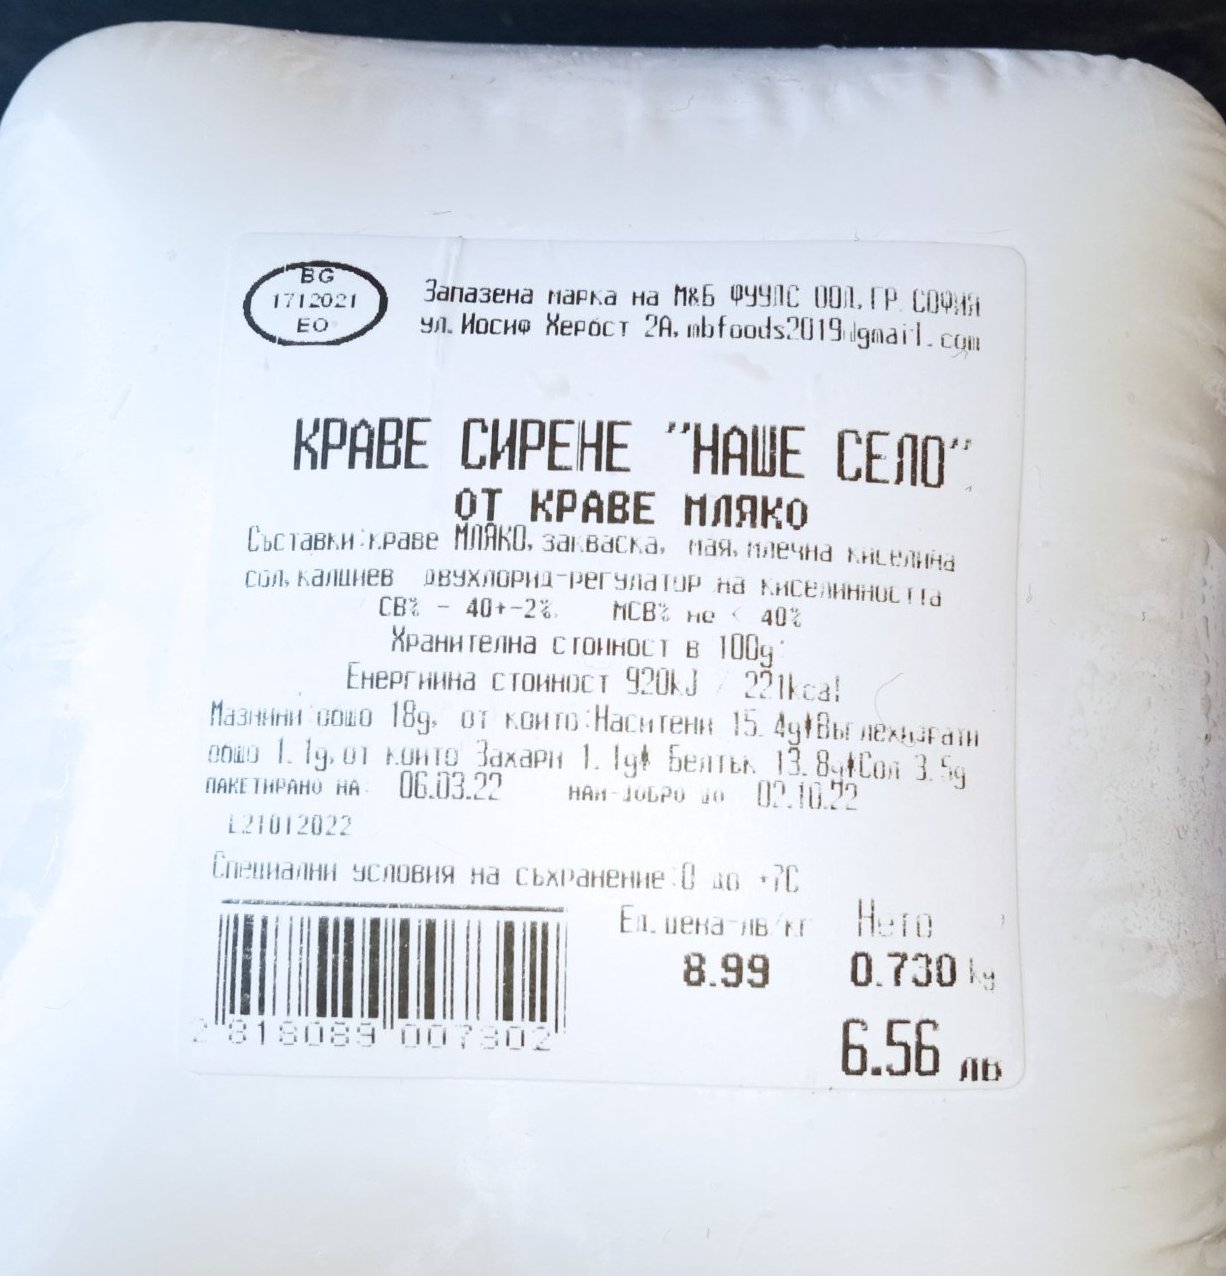 BG
1712021
EO
Запазена марка на М&Б ФУУДС ООД, ГР. СОФИЯ
ул. Йосиф Хербст 2А, mbfoods2019@gmail.com
КРАВЕ СИРЕНЕ "НАШЕ СЕЛО"
ОТ КРАВЕ МЛЯКО
Съставки:краве МЛЯКО, закваска, мая, млечна киселина
сол, калциев двухлорид-регулатор на киселинността
СВ% - 40+-2%, МСВ% не < 40%
Хранителна стойност в 100g:
Енергийна стойност 920kJ / 221kcal
Мазнини общо 18g, от които:Наситени 15.4g*Въглехидрати
общо 1.1g, от които Захари 1.1g* Белтък 13.8g*Сол 3.5g
ПАКЕТИРАНО НА: 06.03.22 НАЙ-ДОБРО ДО 02.10.22
L21012022
Специални условия на съхранение:0 до +7C
Ед. цена-лв/кг Нето
8.99 0.730 kg
2 818089 007302
6.56 лв